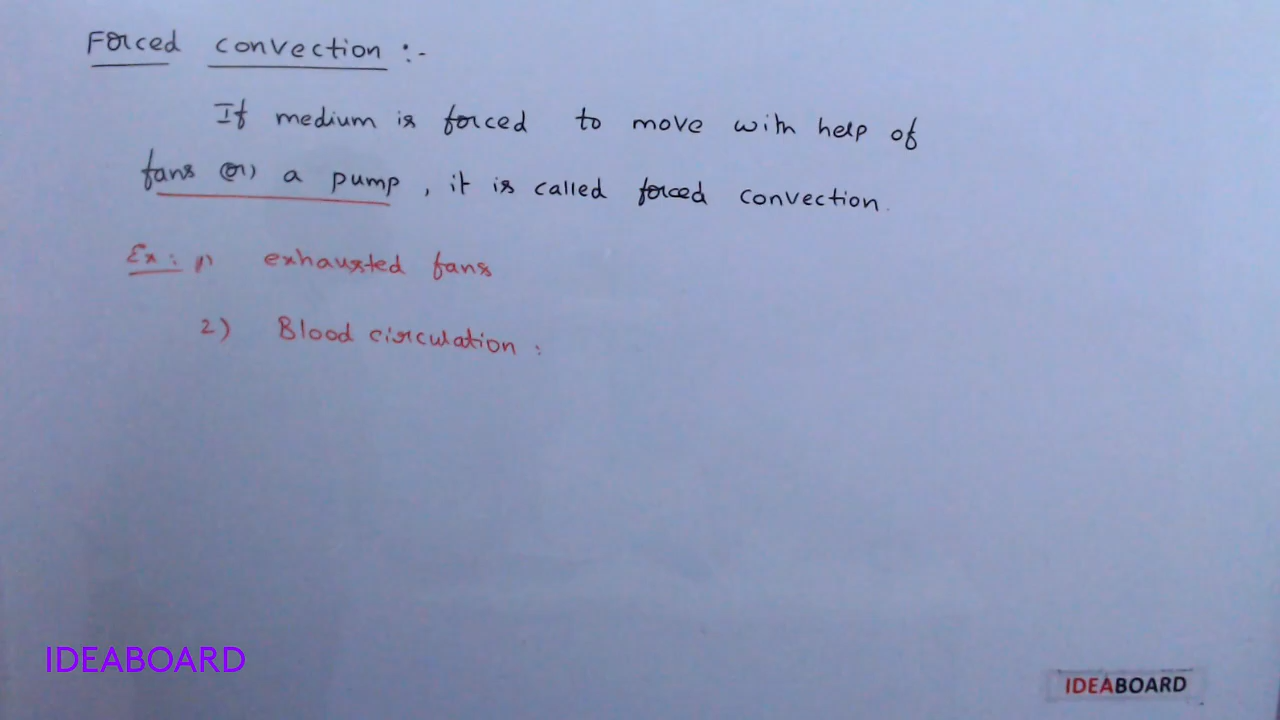 Forced convection :-
If medium is forced to move with help of
fans (or) a pump, it is called forced convection.
Ex: 1) exhausted fans
2) Blood circulation :
IDEABOARD
IDEABOARD